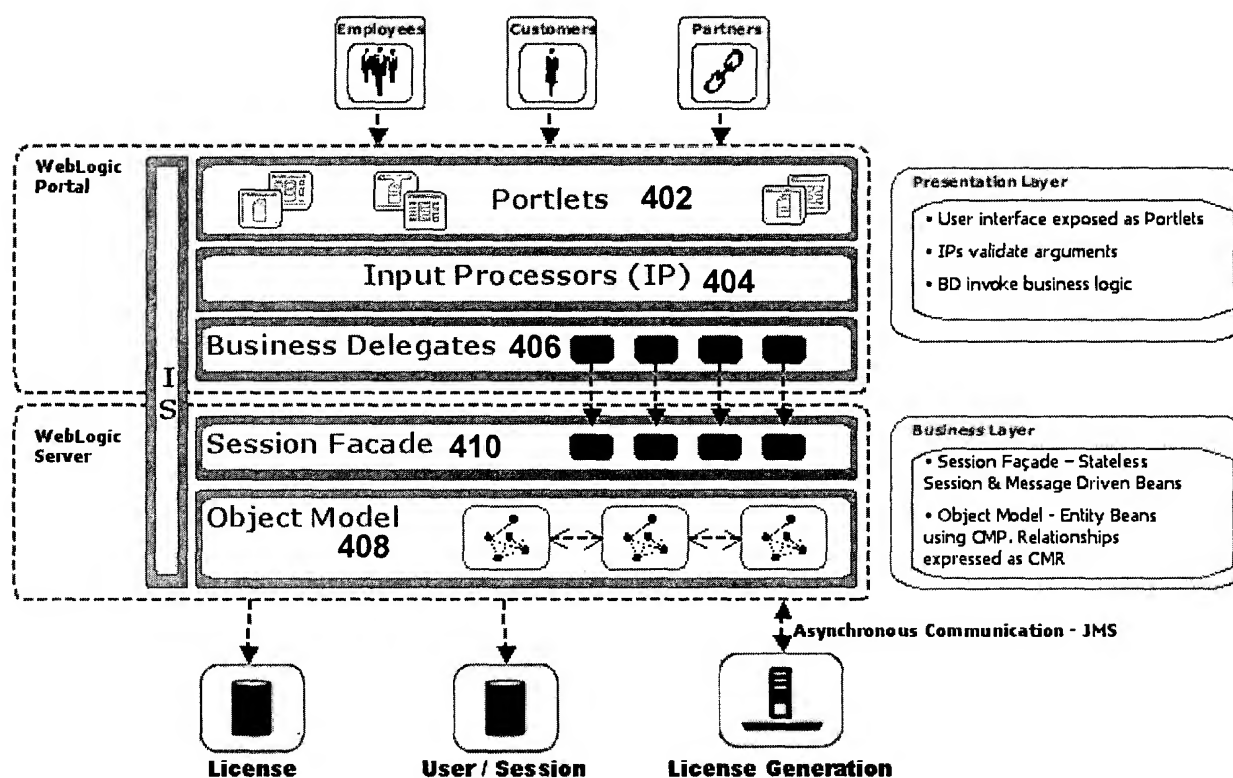 Employees
Customers
Partners
WebLogic
Portal
Portlets 402
Input Processors (IP) 404
Business Delegates 406
I
S
WebLogic
Server
Session Facade 410
Object Model
408
Presentation Layer
• User interface exposed as Portlets
• IPs validate arguments
• BD invoke business logic
Business Layer
• Session Façade – Stateless
Session & Message Driven Beans
• Object Model - Entity Beans
using CMP. Relationships
expressed as CMR
Asynchronous Communication - JMS
License
User / Session
License Generation